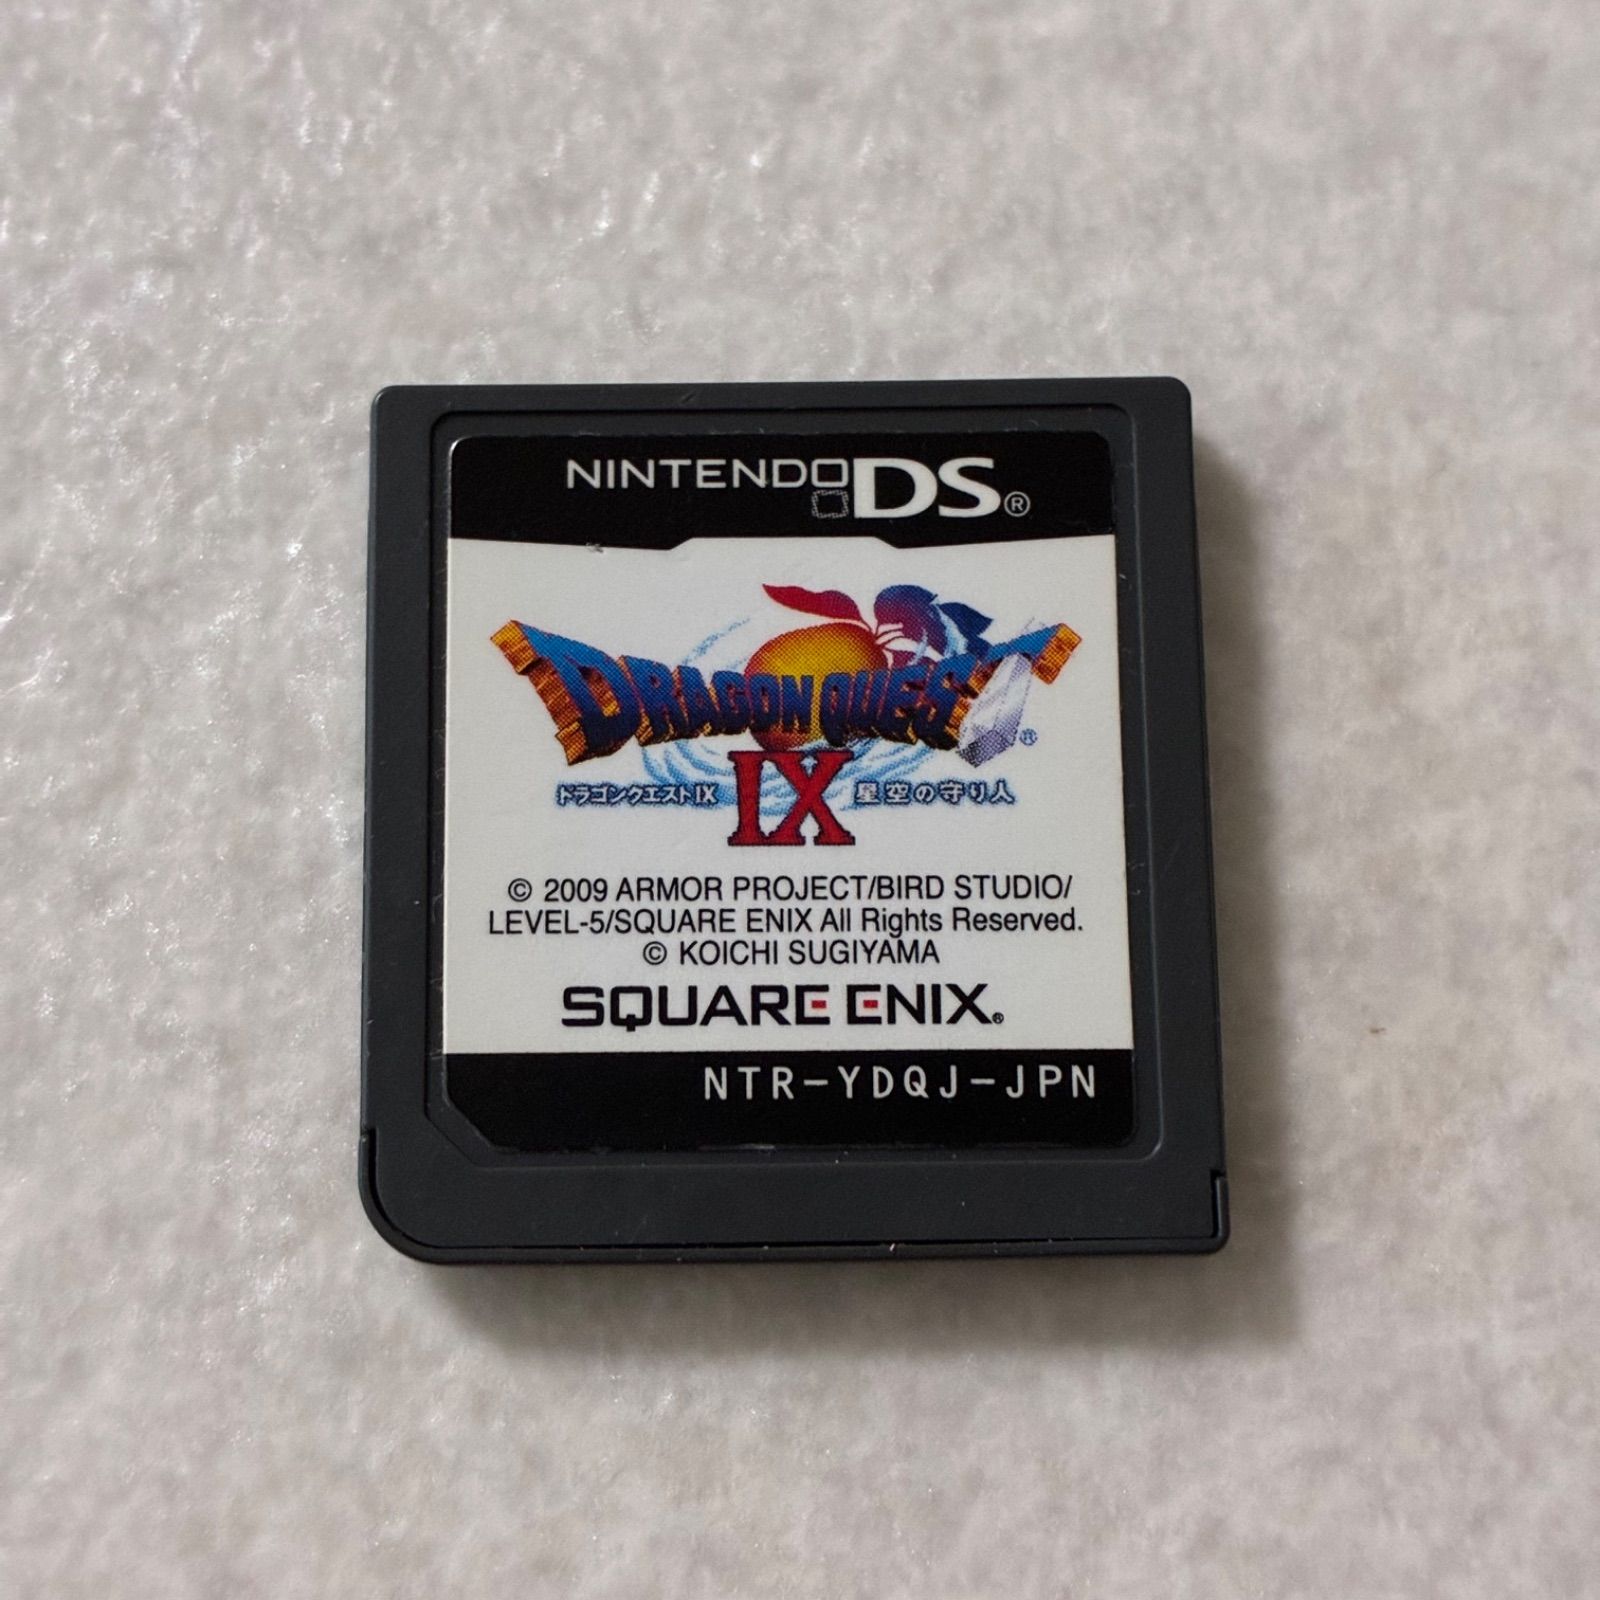 NINTENDO DS®
DRAGON QUEST®
IX
ドラゴンクエストIX 星空の守り人
© 2009 ARMOR PROJECT/BIRD STUDIO/
LEVEL-5/SQUARE ENIX All Rights Reserved.
© KOICHI SUGIYAMA
SQUARE ENIX®
NTR-YDQJ-JPN